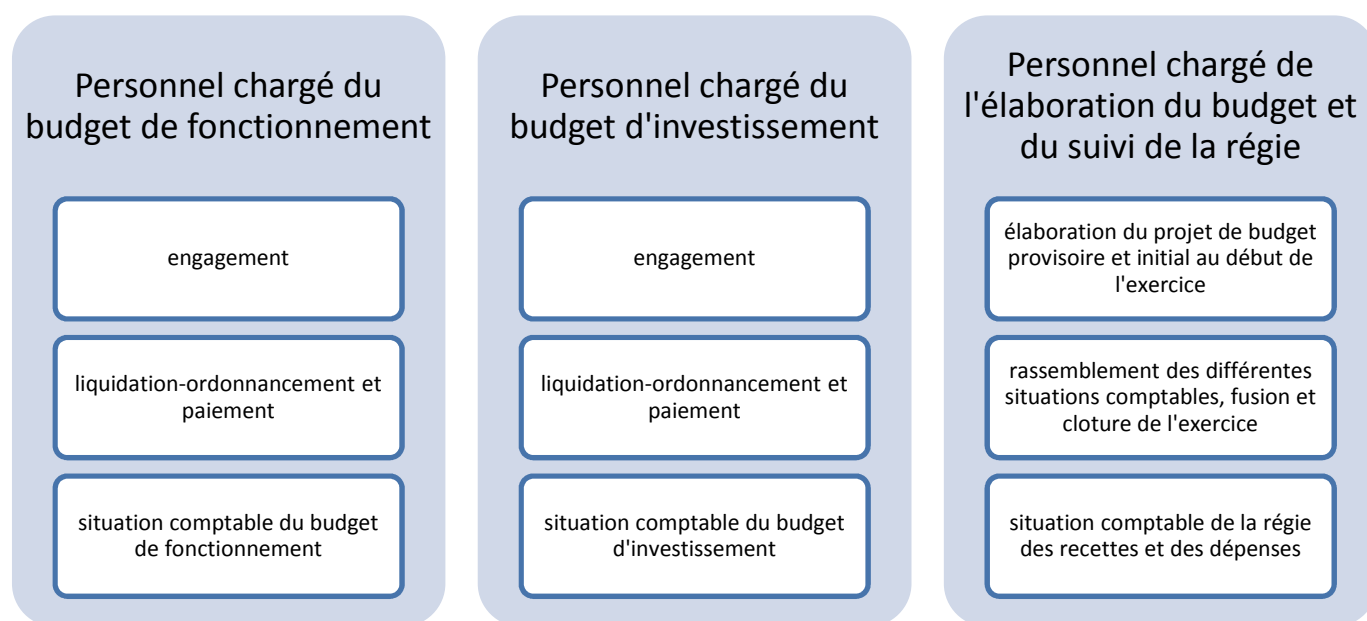 Personnel chargé du
budget de fonctionnement
engagement
liquidation-ordonnancement et
paiement
situation comptable du budget
de fonctionnement
Personnel chargé du
budget d'investissement
engagement
liquidation-ordonnancement et
paiement
situation comptable du budget
d'investissement
Personnel chargé de
l'élaboration du budget et
du suivi de la régie
élaboration du projet de budget
provisoire et initial au début de
l'exercice
rassemblement des différentes
situations comptables, fusion et
cloture de l'exercice
situation comptable de la régie
des recettes et des dépenses